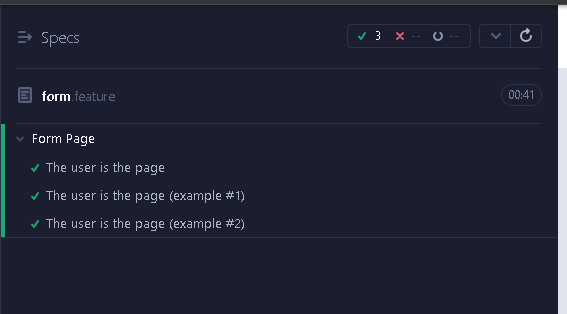 Specs 3 -- --
form.feature 00:41
Form Page
The user is the page
The user is the page (example #1)
The user is the page (example #2)